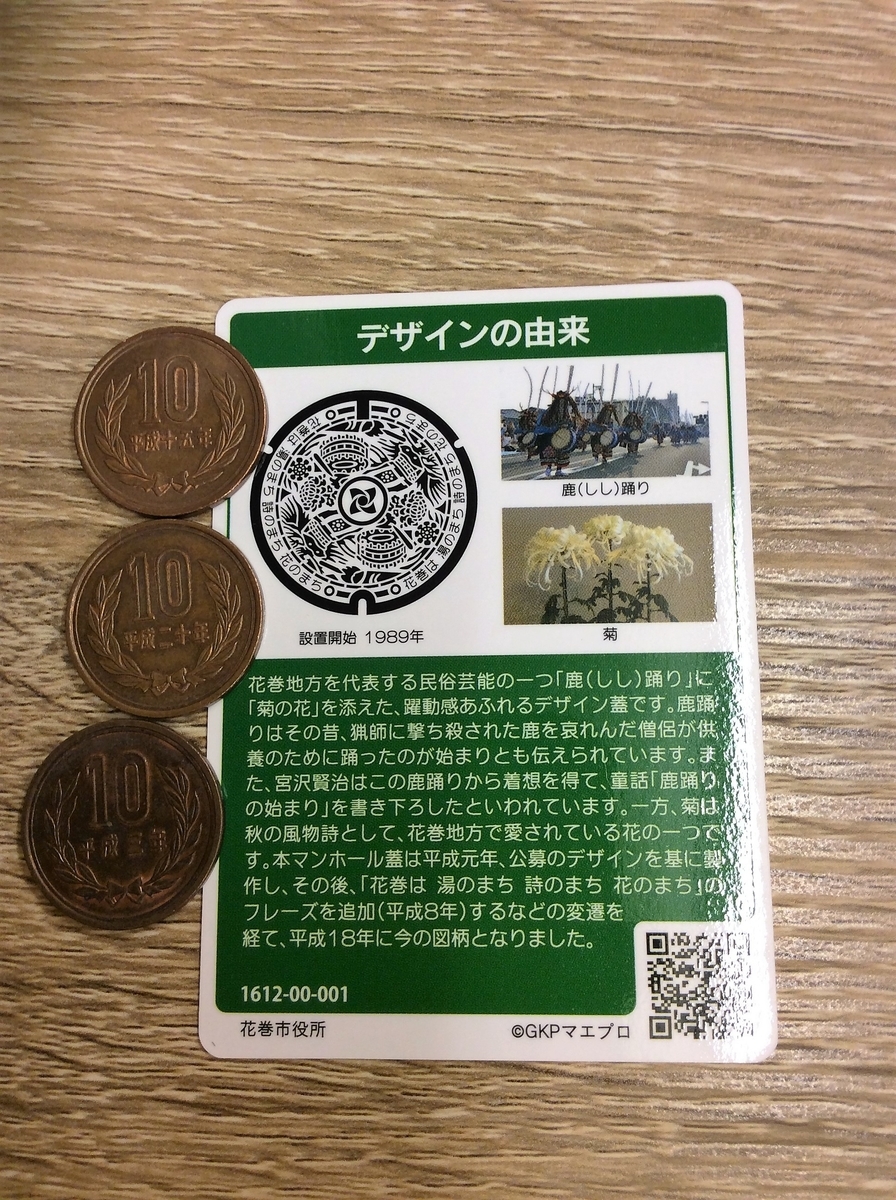 デザインの由来
10
平成十八年
10
平成二十年
10
平成三年
花巻は 湯のまち 詩のまち 花のまち
花巻は 湯のまち 詩のまち 花のまち
設置開始 1989年
鹿(しし)踊り
菊
花巻地方を代表する民俗芸能の一つ「鹿(しし)踊り」に
「菊の花」を添えた、躍動感あふれるデザイン蓋です。鹿踊
りはその昔、猟師に撃ち殺された鹿を哀れんだ僧侶が供
養のために踊ったのが始まりとも伝えられています。ま
た、宮沢賢治はこの鹿踊りから着想を得て、童話「鹿踊り
の始まり」を書き下ろしたといわれています。一方、菊は
秋の風物詩として、花巻地方で愛されている花の一つで
す。本マンホール蓋は平成元年、公募のデザインを基に製
作し、その後、「花巻は 湯のまち 詩のまち 花のまち」の
フレーズを追加(平成8年)するなどの変遷を
経て、平成18年に今の図柄となりました。
1612-00-001
花巻市役所
©GKPマエプロ